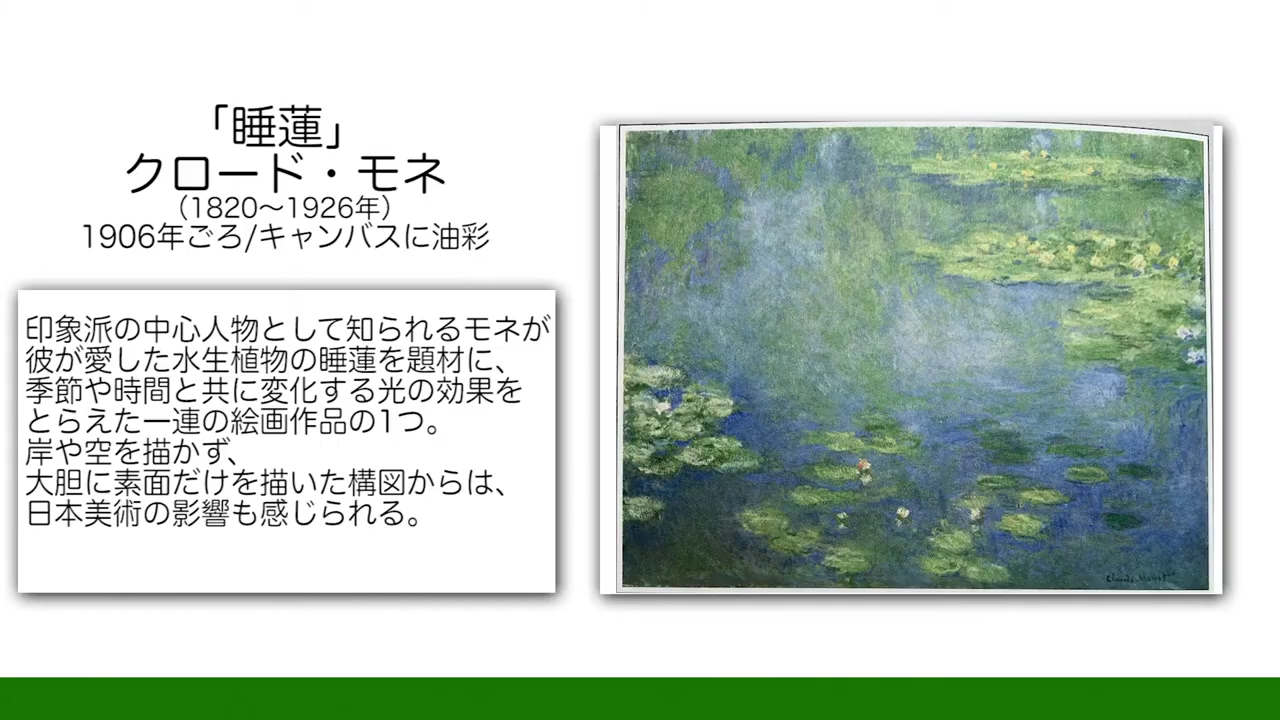 「睡蓮」
クロード・モネ
（1820〜1926年）
1906年ごろ/キャンバスに油彩
印象派の中心人物として知られるモネが
彼が愛した水生植物の睡蓮を題材に、
季節や時間と共に変化する光の効果を
とらえた一連の絵画作品の1つ。
岸や空を描かず、
大胆に素面だけを描いた構図からは、
日本美術の影響も感じられる。
Claude Monet